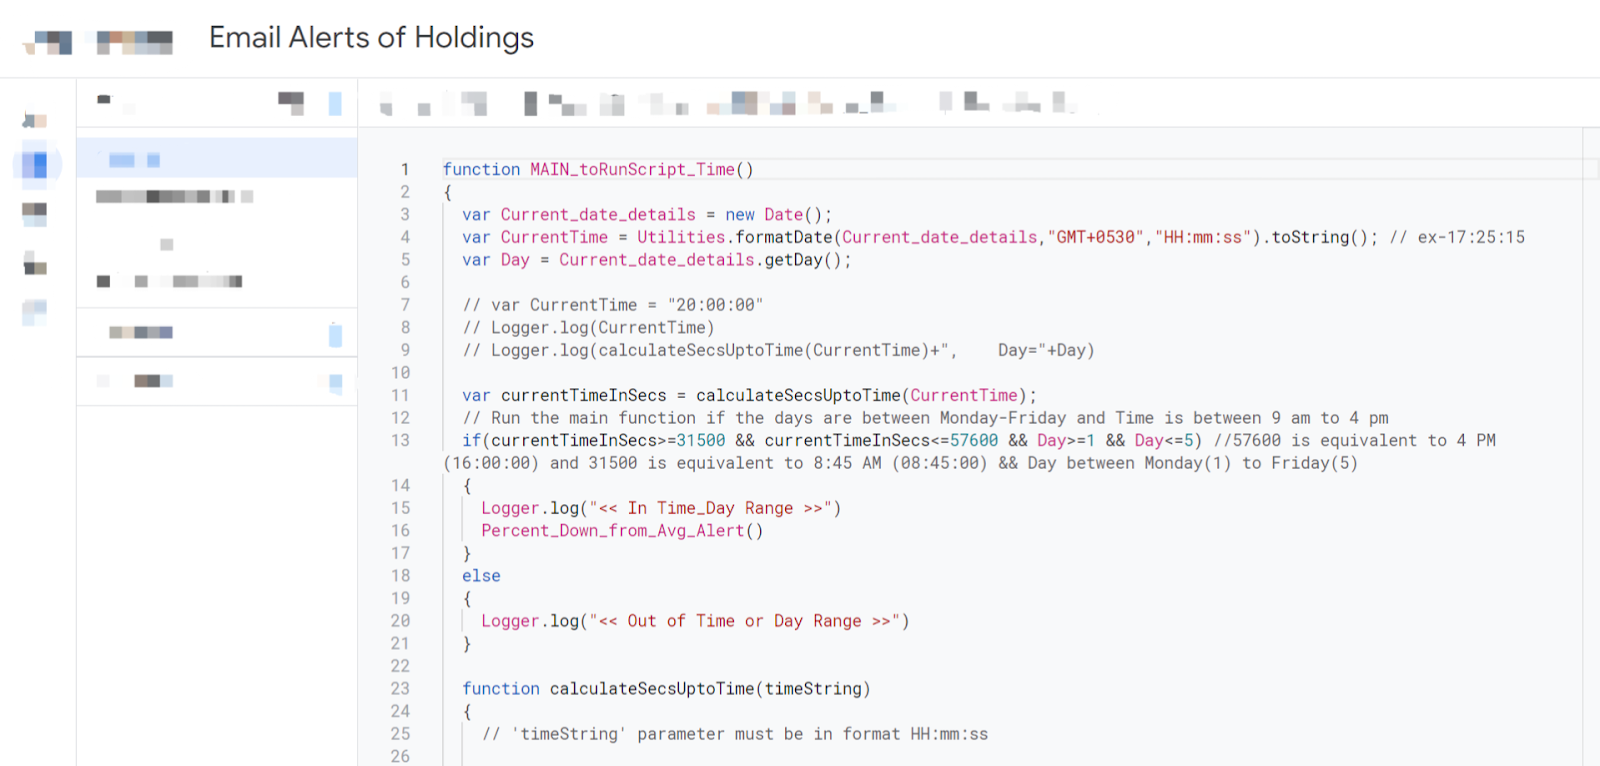 Email Alerts of Holdings
1 function MAIN_toRunScript_Time()
2 {
3 var Current_date_details = new Date();
4 var CurrentTime = Utilities.formatDate(Current_date_details,"GMT+0530","HH:mm:ss").toString(); // ex-17:25:15
5 var Day = Current_date_details.getDay();
6
7 // var CurrentTime = "20:00:00"
8 // Logger.log(CurrentTime)
9 // Logger.log(calculateSecsUptoTime(CurrentTime)+",    Day="+Day)
10
11 var currentTimeInSecs = calculateSecsUptoTime(CurrentTime);
12 // Run the main function if the days are between Monday-Friday and Time is between 9 am to 4 pm
13 if(currentTimeInSecs>=31500 && currentTimeInSecs<=57600 && Day>=1 && Day<=5) //57600 is equivalent to 4 PM
(16:00:00) and 31500 is equivalent to 8:45 AM (08:45:00) && Day between Monday(1) to Friday(5)
14 {
15 Logger.log("<< In Time_Day Range >>")
16 Percent_Down_from_Avg_Alert()
17 }
18 else
19 {
20 Logger.log("<< Out of Time or Day Range >>")
21 }
22
23 function calculateSecsUptoTime(timeString)
24 {
25 // 'timeString' parameter must be in format HH:mm:ss
26